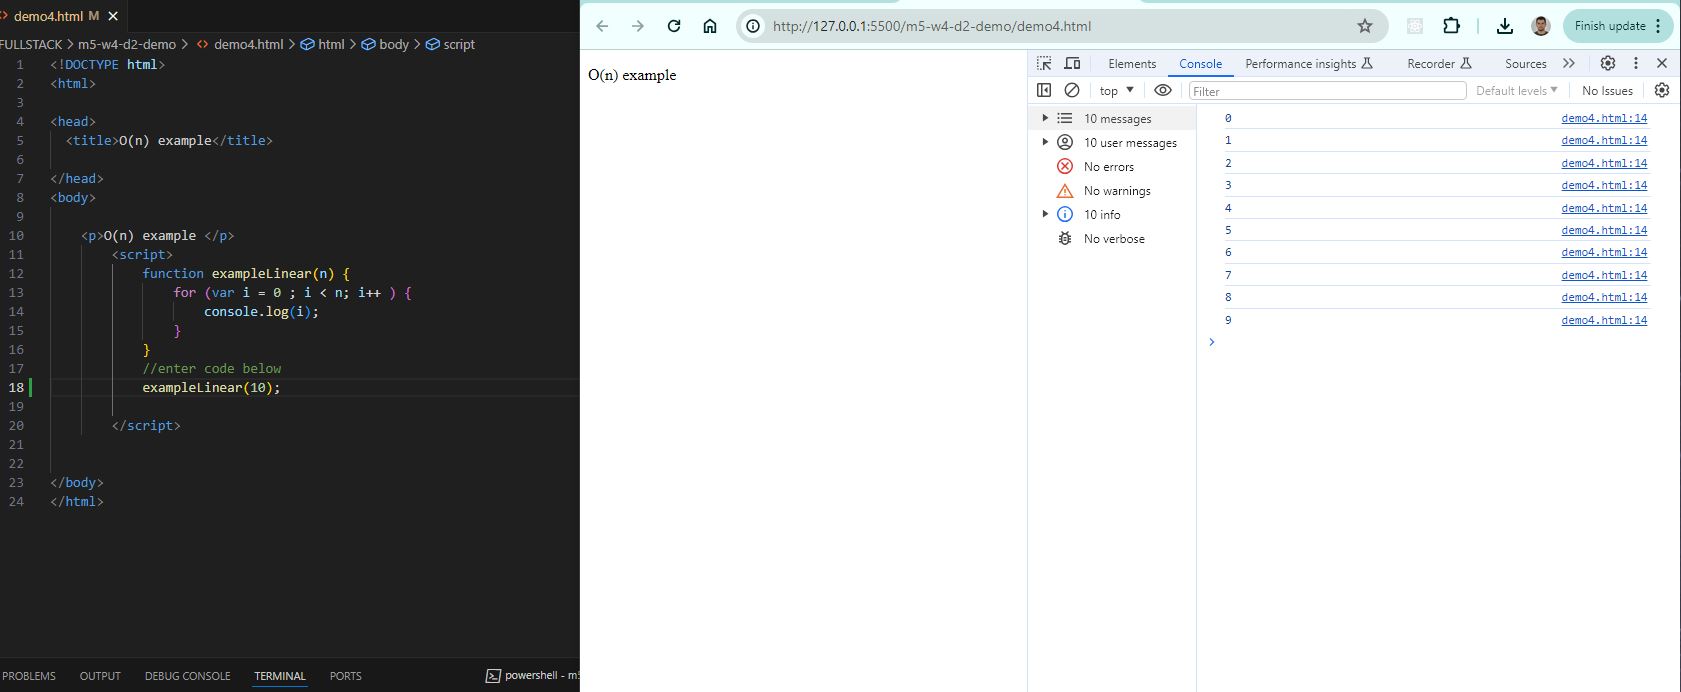 demo4.html M
FULLSTACK > m5-w4-d2-demo > <> demo4.html > html > body > script
1 <!DOCTYPE html>
2 <html>
3
4 <head>
5 <title>O(n) example</title>
6
7 </head>
8 <body>
9
10 <p>O(n) example </p>
11 <script>
12 function exampleLinear(n) {
13 for (var i = 0 ; i < n; i++ ) {
14 console.log(i);
15 }
16 }
17 //enter code below
18 exampleLinear(10);
19
20 </script>
21
22
23 </body>
24 </html>
PROBLEMS OUTPUT DEBUG CONSOLE TERMINAL PORTS powershell - m5
http://127.0.0.1:5500/m5-w4-d2-demo/demo4.html Finish update
O(n) example
Elements Console Performance insights Recorder Sources
top Filter Default levels No Issues
10 messages
10 user messages
No errors
No warnings
10 info
No verbose
0 demo4.html:14
1 demo4.html:14
2 demo4.html:14
3 demo4.html:14
4 demo4.html:14
5 demo4.html:14
6 demo4.html:14
7 demo4.html:14
8 demo4.html:14
9 demo4.html:14